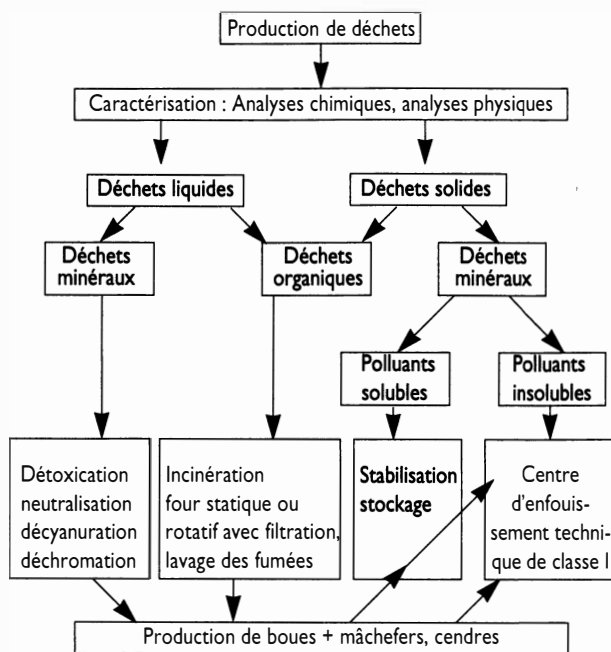 Production de déchets
Caractérisation : Analyses chimiques, analyses physiques
Déchets liquides
Déchets solides
Déchets
minéraux
Déchets
organiques
Déchets
minéraux
Polluants
solubles
Polluants
insolubles
Détoxication
neutralisation
décyanuration
déchromation
Incinération
four statique ou
rotatif avec filtration,
lavage des fumées
Stabilisation
stockage
Centre
d'enfouis-
sement techni-
que de classe I
Production de boues + mâchefers, cendres